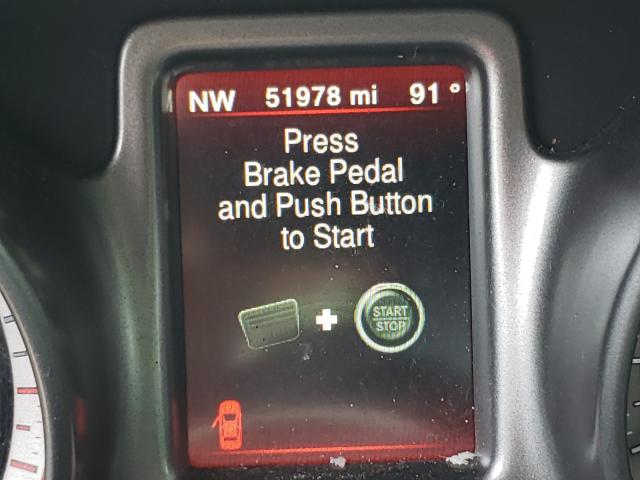 NW 51978 mi 91°
Press
Brake Pedal
and Push Button
to Start
START
STOP